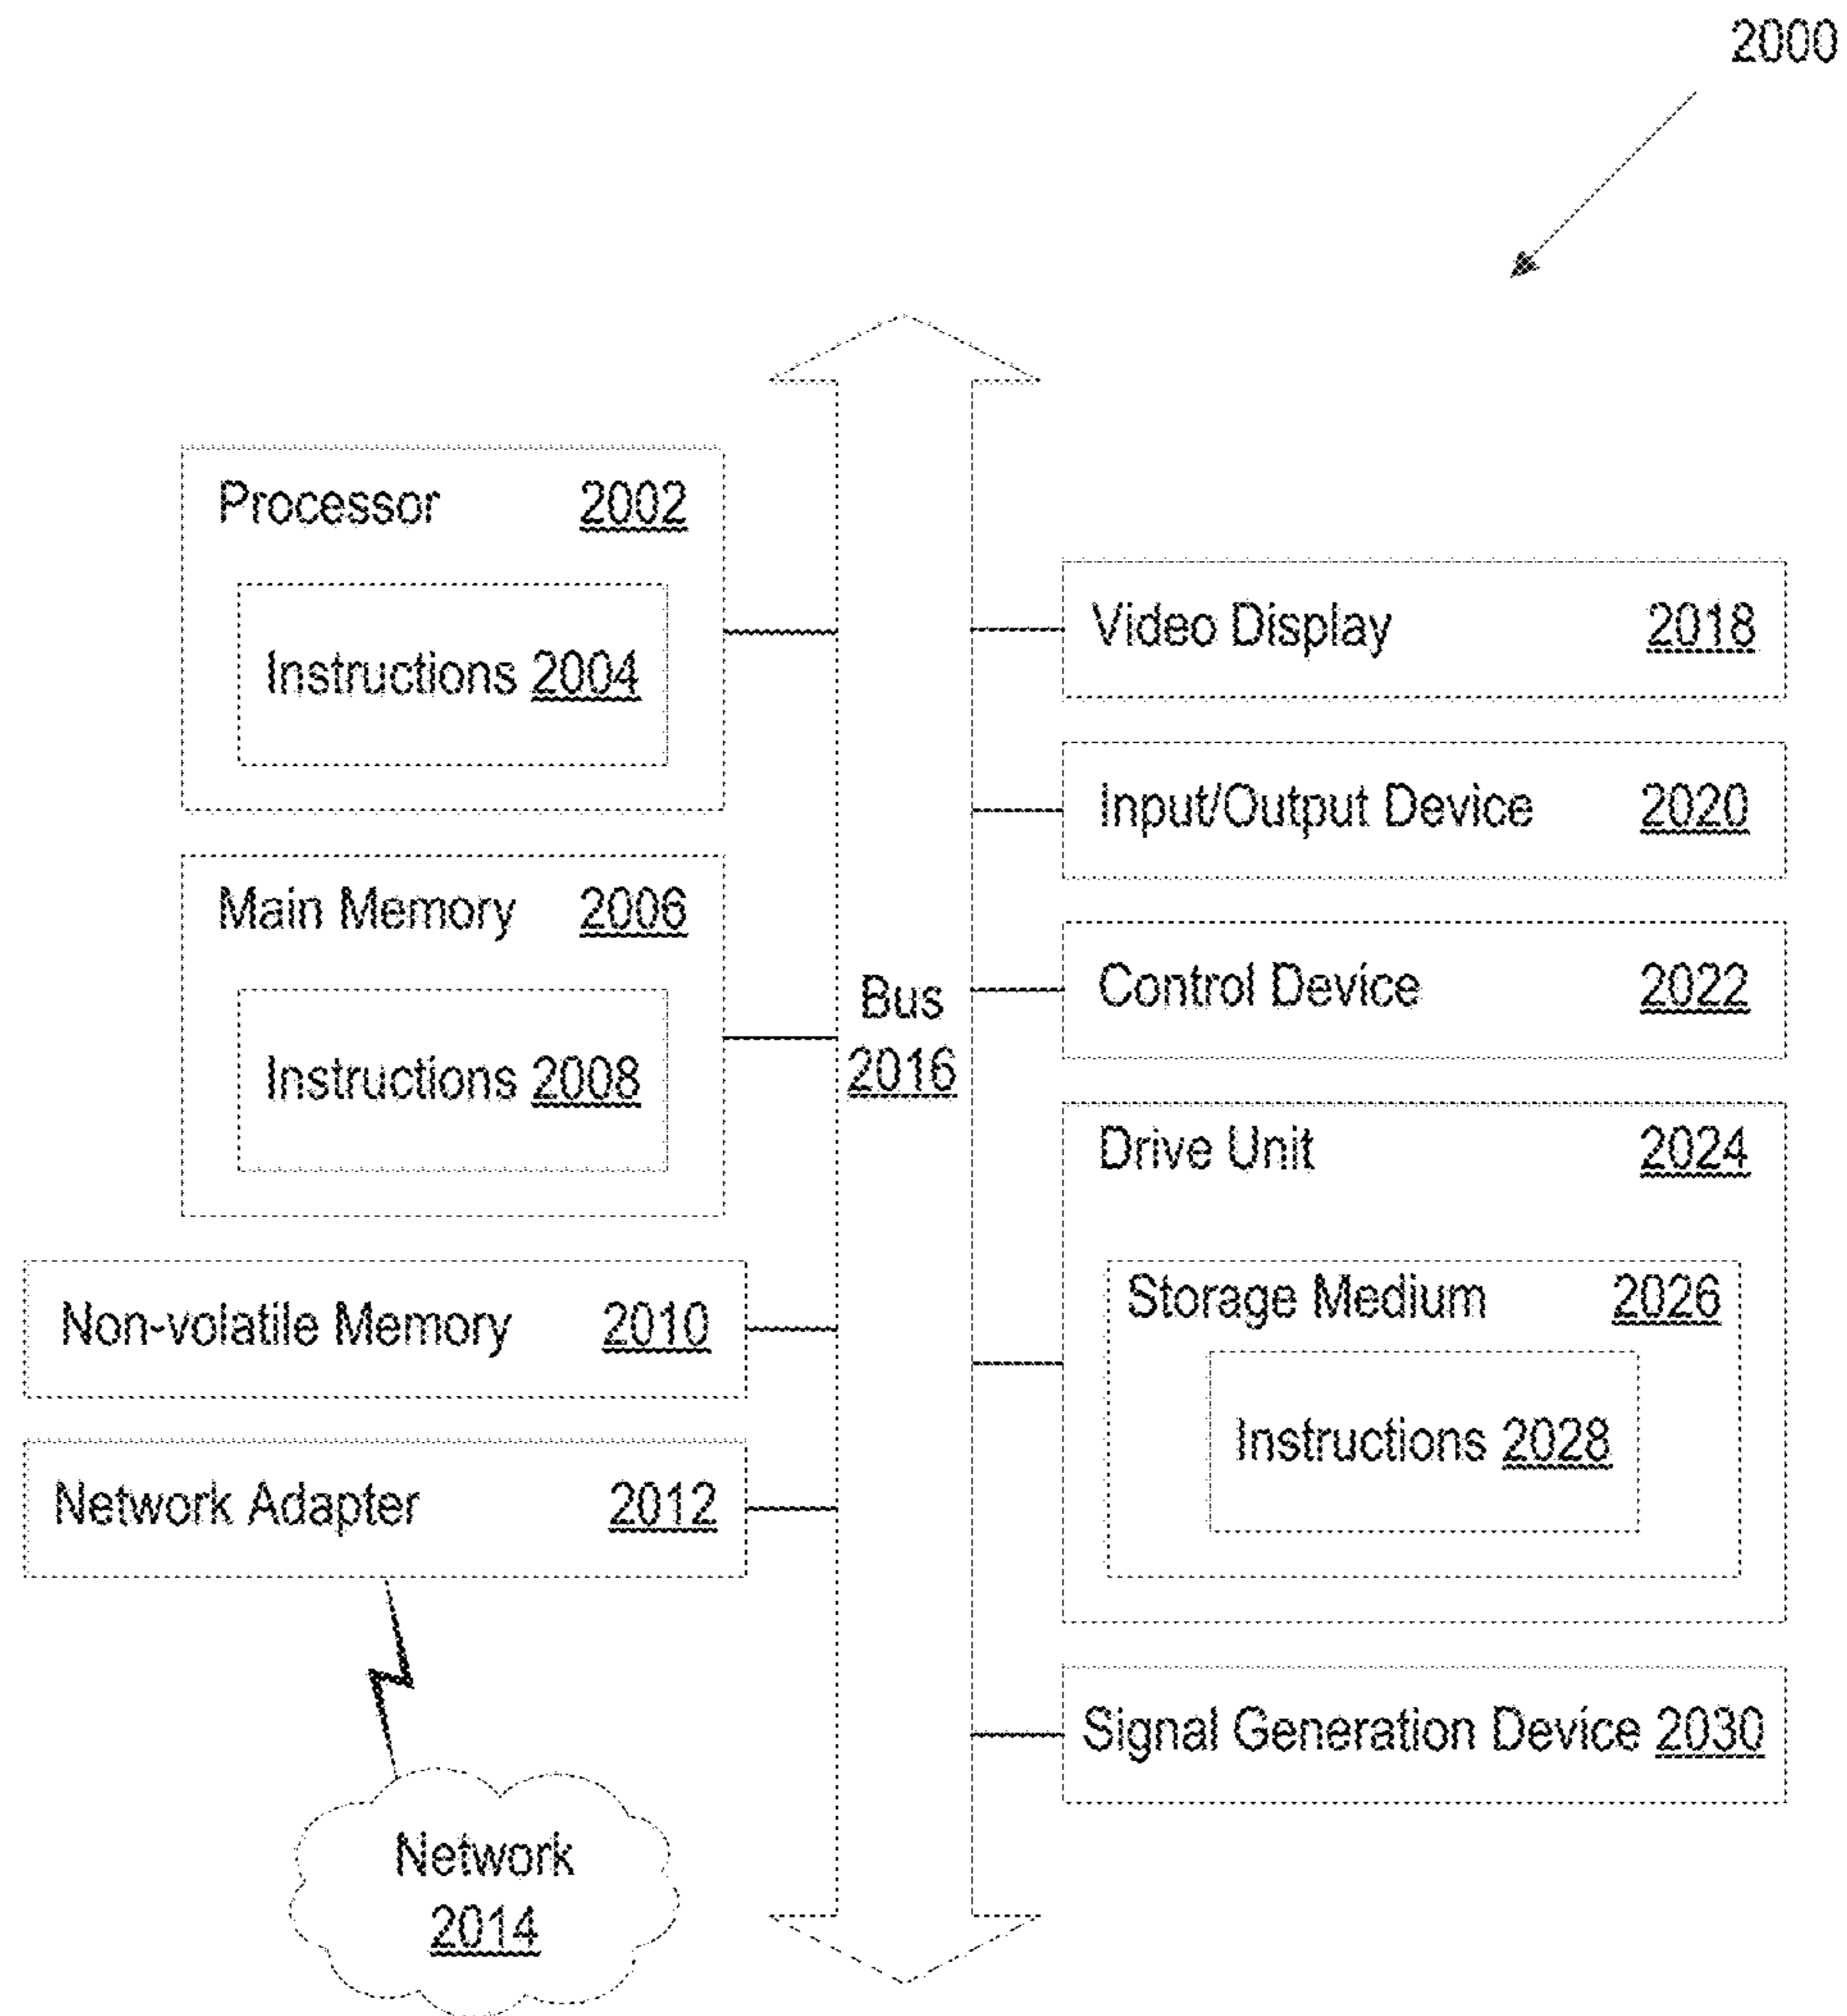 2000
Processor 2002
Instructions 2004
Main Memory 2006
Instructions 2008
Non-volatile Memory 2010
Network Adapter 2012
Network
2014
Bus
2016
Video Display 2018
Input/Output Device 2020
Control Device 2022
Drive Unit 2024
Storage Medium 2026
Instructions 2028
Signal Generation Device 2030